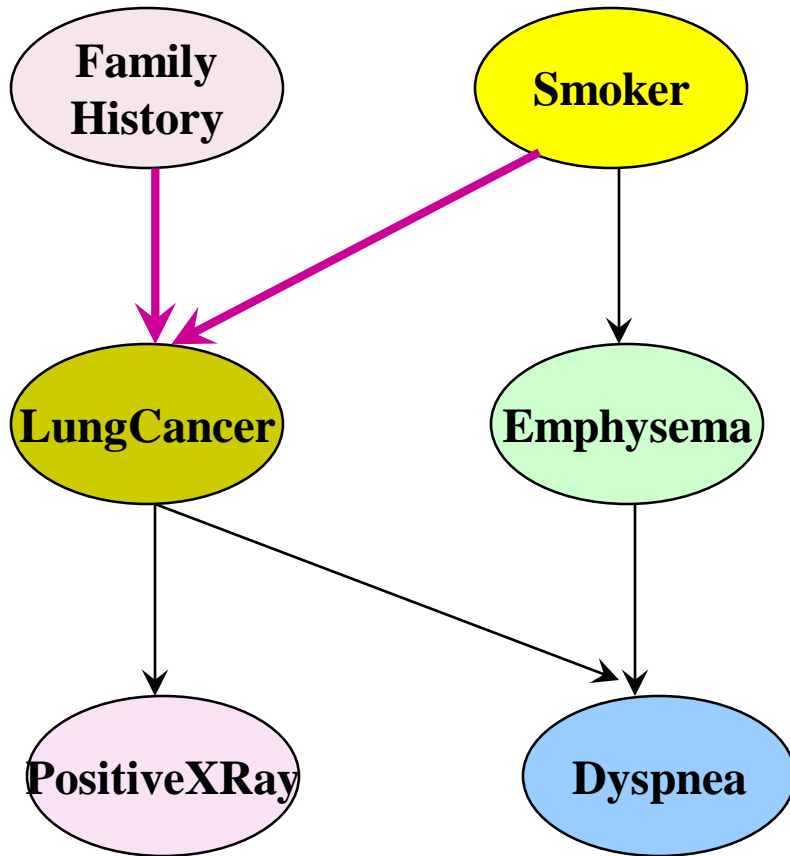 Family
History
Smoker
LungCancer
Emphysema
PositiveXRay
Dyspnea